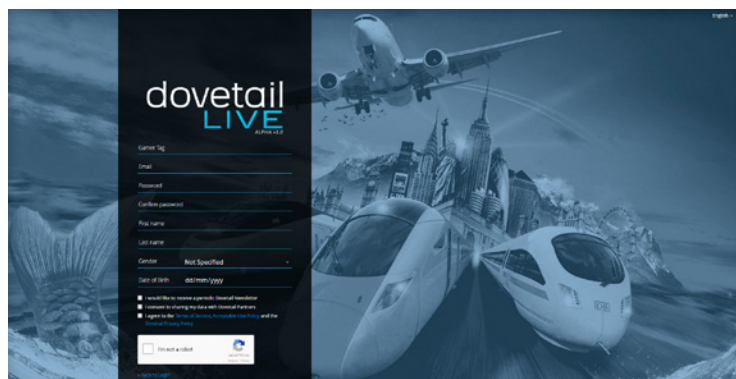 English
dovetail
LIVE
ALPHA v1.0
Gamer Tag
Email
Password
Confirm password
First name
Last name
Gender Not Specified
Date of Birth dd/mm/yyyy
I would like to receive a periodic Dovetail Newsletter
I consent to sharing my data with Dovetail Partners
I agree to the Terms of Service, Acceptable Use Policy and the
Dovetail Privacy Policy
I'm not a robot
reCAPTCHA